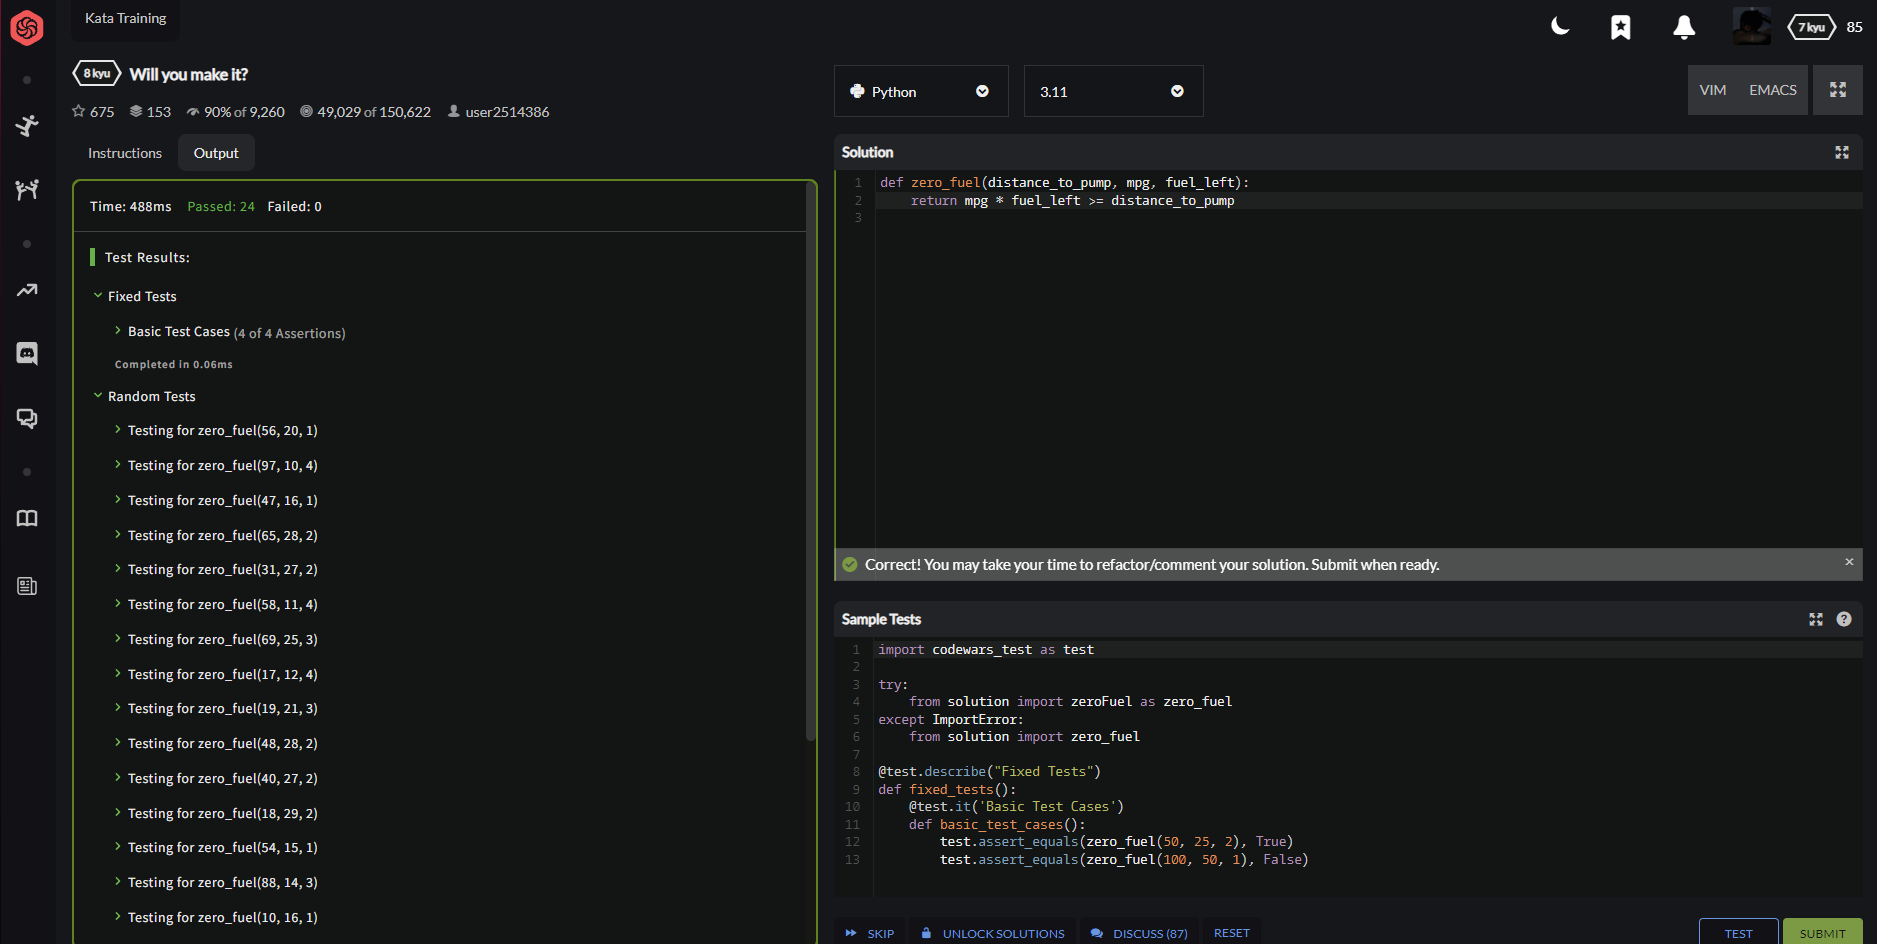 Kata Training
7 kyu 85
8 kyu Will you make it?
675 153 90% of 9,260 49,029 of 150,622 user2514386
Instructions Output
Time: 488ms Passed: 24 Failed: 0
Test Results:
Fixed Tests
Basic Test Cases (4 of 4 Assertions)
Completed in 0.06ms
Random Tests
Testing for zero_fuel(56, 20, 1)
Testing for zero_fuel(97, 10, 4)
Testing for zero_fuel(47, 16, 1)
Testing for zero_fuel(65, 28, 2)
Testing for zero_fuel(31, 27, 2)
Testing for zero_fuel(58, 11, 4)
Testing for zero_fuel(69, 25, 3)
Testing for zero_fuel(17, 12, 4)
Testing for zero_fuel(19, 21, 3)
Testing for zero_fuel(48, 28, 2)
Testing for zero_fuel(40, 27, 2)
Testing for zero_fuel(18, 29, 2)
Testing for zero_fuel(54, 15, 1)
Testing for zero_fuel(88, 14, 3)
Testing for zero_fuel(10, 16, 1)
Python 3.11 VIM EMACS
Solution
1 def zero_fuel(distance_to_pump, mpg, fuel_left):
2 return mpg * fuel_left >= distance_to_pump
3
Correct! You may take your time to refactor/comment your solution. Submit when ready. ×
Sample Tests
1 import codewars_test as test
2
3 try:
4 from solution import zeroFuel as zero_fuel
5 except ImportError:
6 from solution import zero_fuel
7
8 @test.describe("Fixed Tests")
9 def fixed_tests():
10 @test.it('Basic Test Cases')
11 def basic_test_cases():
12 test.assert_equals(zero_fuel(50, 25, 2), True)
13 test.assert_equals(zero_fuel(100, 50, 1), False)
SKIP UNLOCK SOLUTIONS DISCUSS (87) RESET TEST SUBMIT